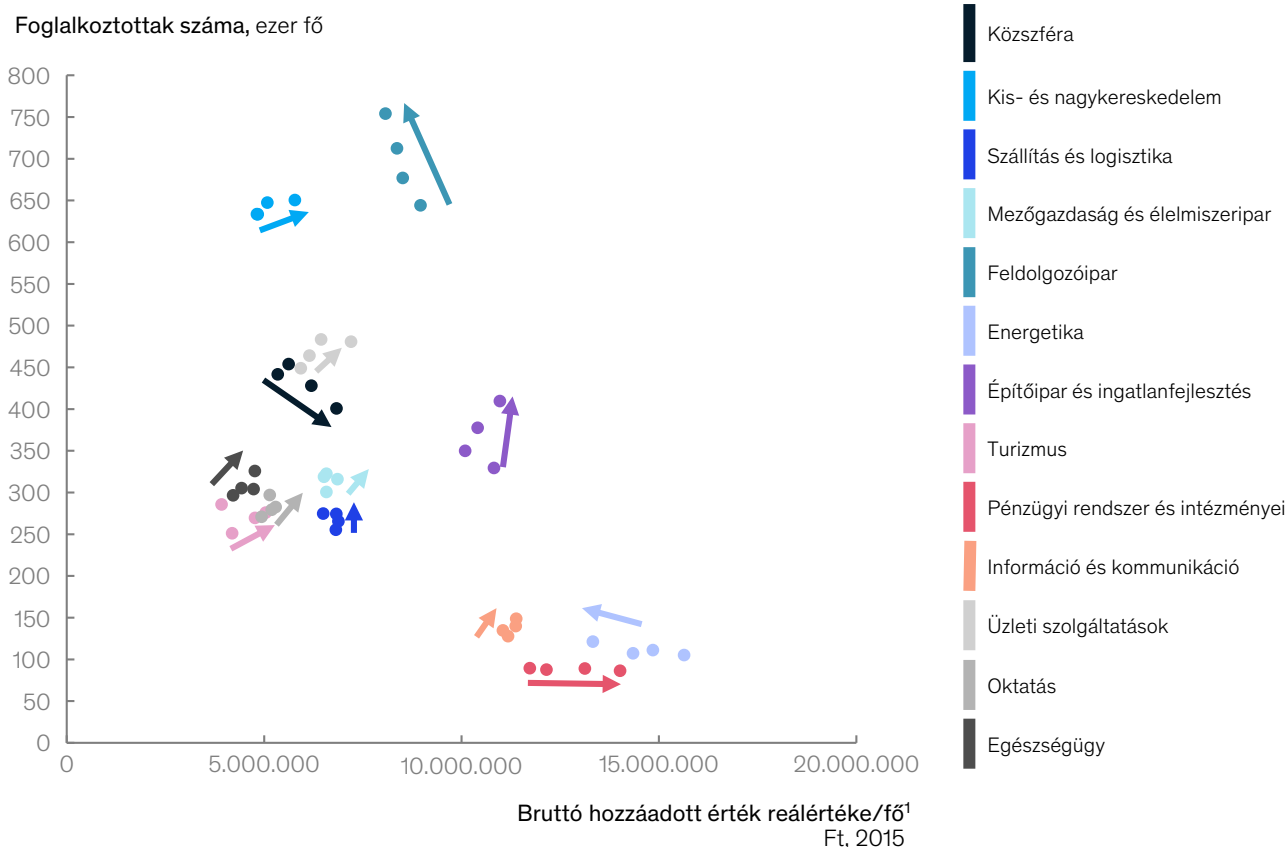 Foglalkoztottak száma, ezer fő
800
750
700
650
600
550
500
450
400
350
300
250
200
150
100
50
0
0
5.000.000
10.000.000
15.000.000
20.000.000
Bruttó hozzáadott érték reálértéke/fő¹
Ft, 2015
Közszféra
Kis- és nagykereskedelem
Szállítás és logisztika
Mezőgazdaság és élelmiszeripar
Feldolgozóipar
Energetika
Építőipar és ingatlanfejlesztés
Turizmus
Pénzügyi rendszer és intézményei
Információ és kommunikáció
Üzleti szolgáltatások
Oktatás
Egészségügy